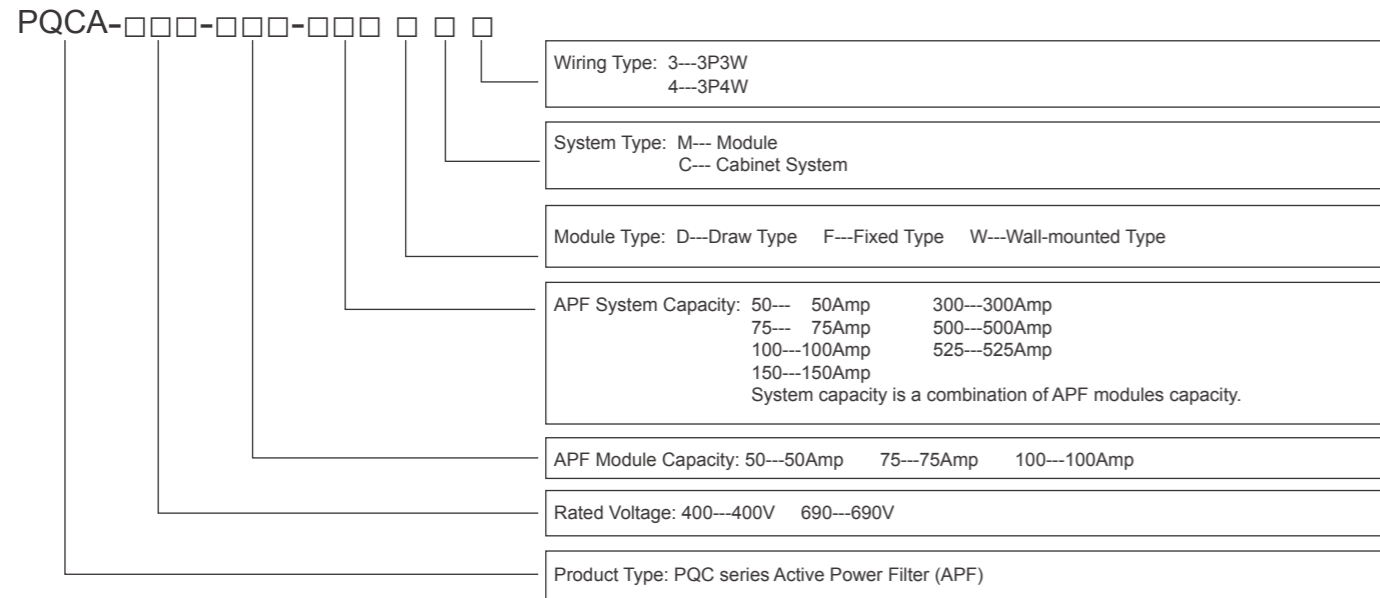 PQCA-□□□-□□□-□□□ □ □ □
Wiring Type: 3---3P3W
4---3P4W
System Type: M--- Module
C--- Cabinet System
Module Type: D---Draw Type F---Fixed Type W---Wall-mounted Type
APF System Capacity: 50--- 50Amp 300---300Amp
75--- 75Amp 500---500Amp
100---100Amp 525---525Amp
150---150Amp
System capacity is a combination of APF modules capacity.
APF Module Capacity: 50---50Amp 75---75Amp 100---100Amp
Rated Voltage: 400---400V 690---690V
Product Type: PQC series Active Power Filter (APF)